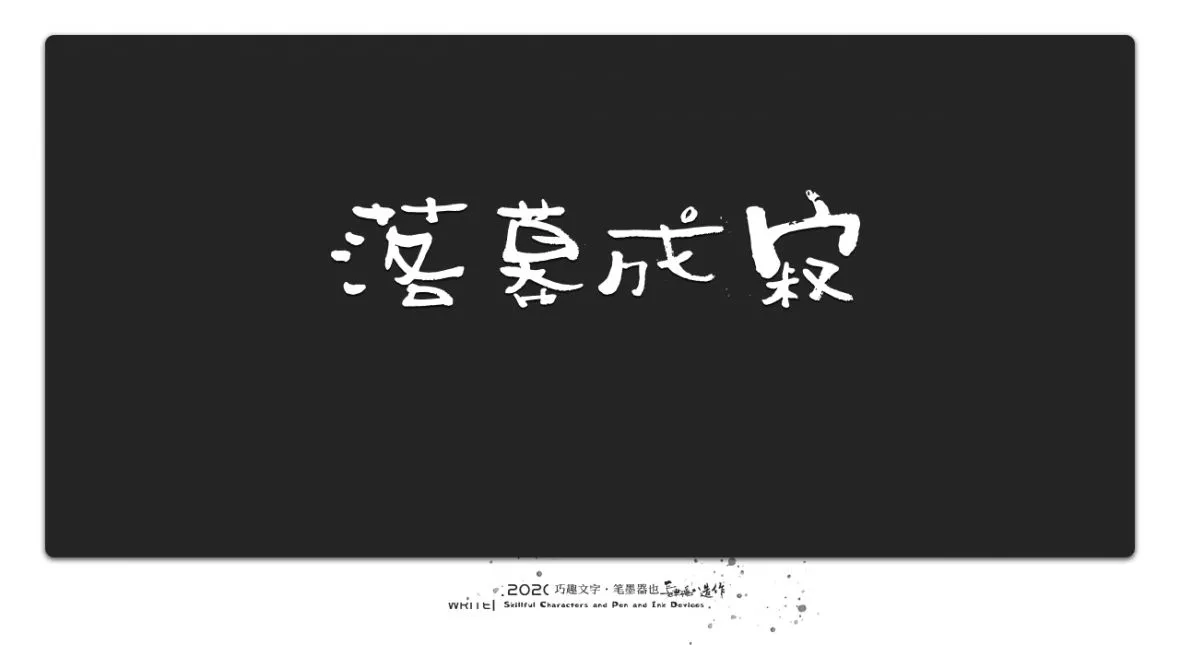 落幕成寂
.2020 巧趣文字·笔墨器也
WRITE| Skillful Characters and Pen and Ink Devices